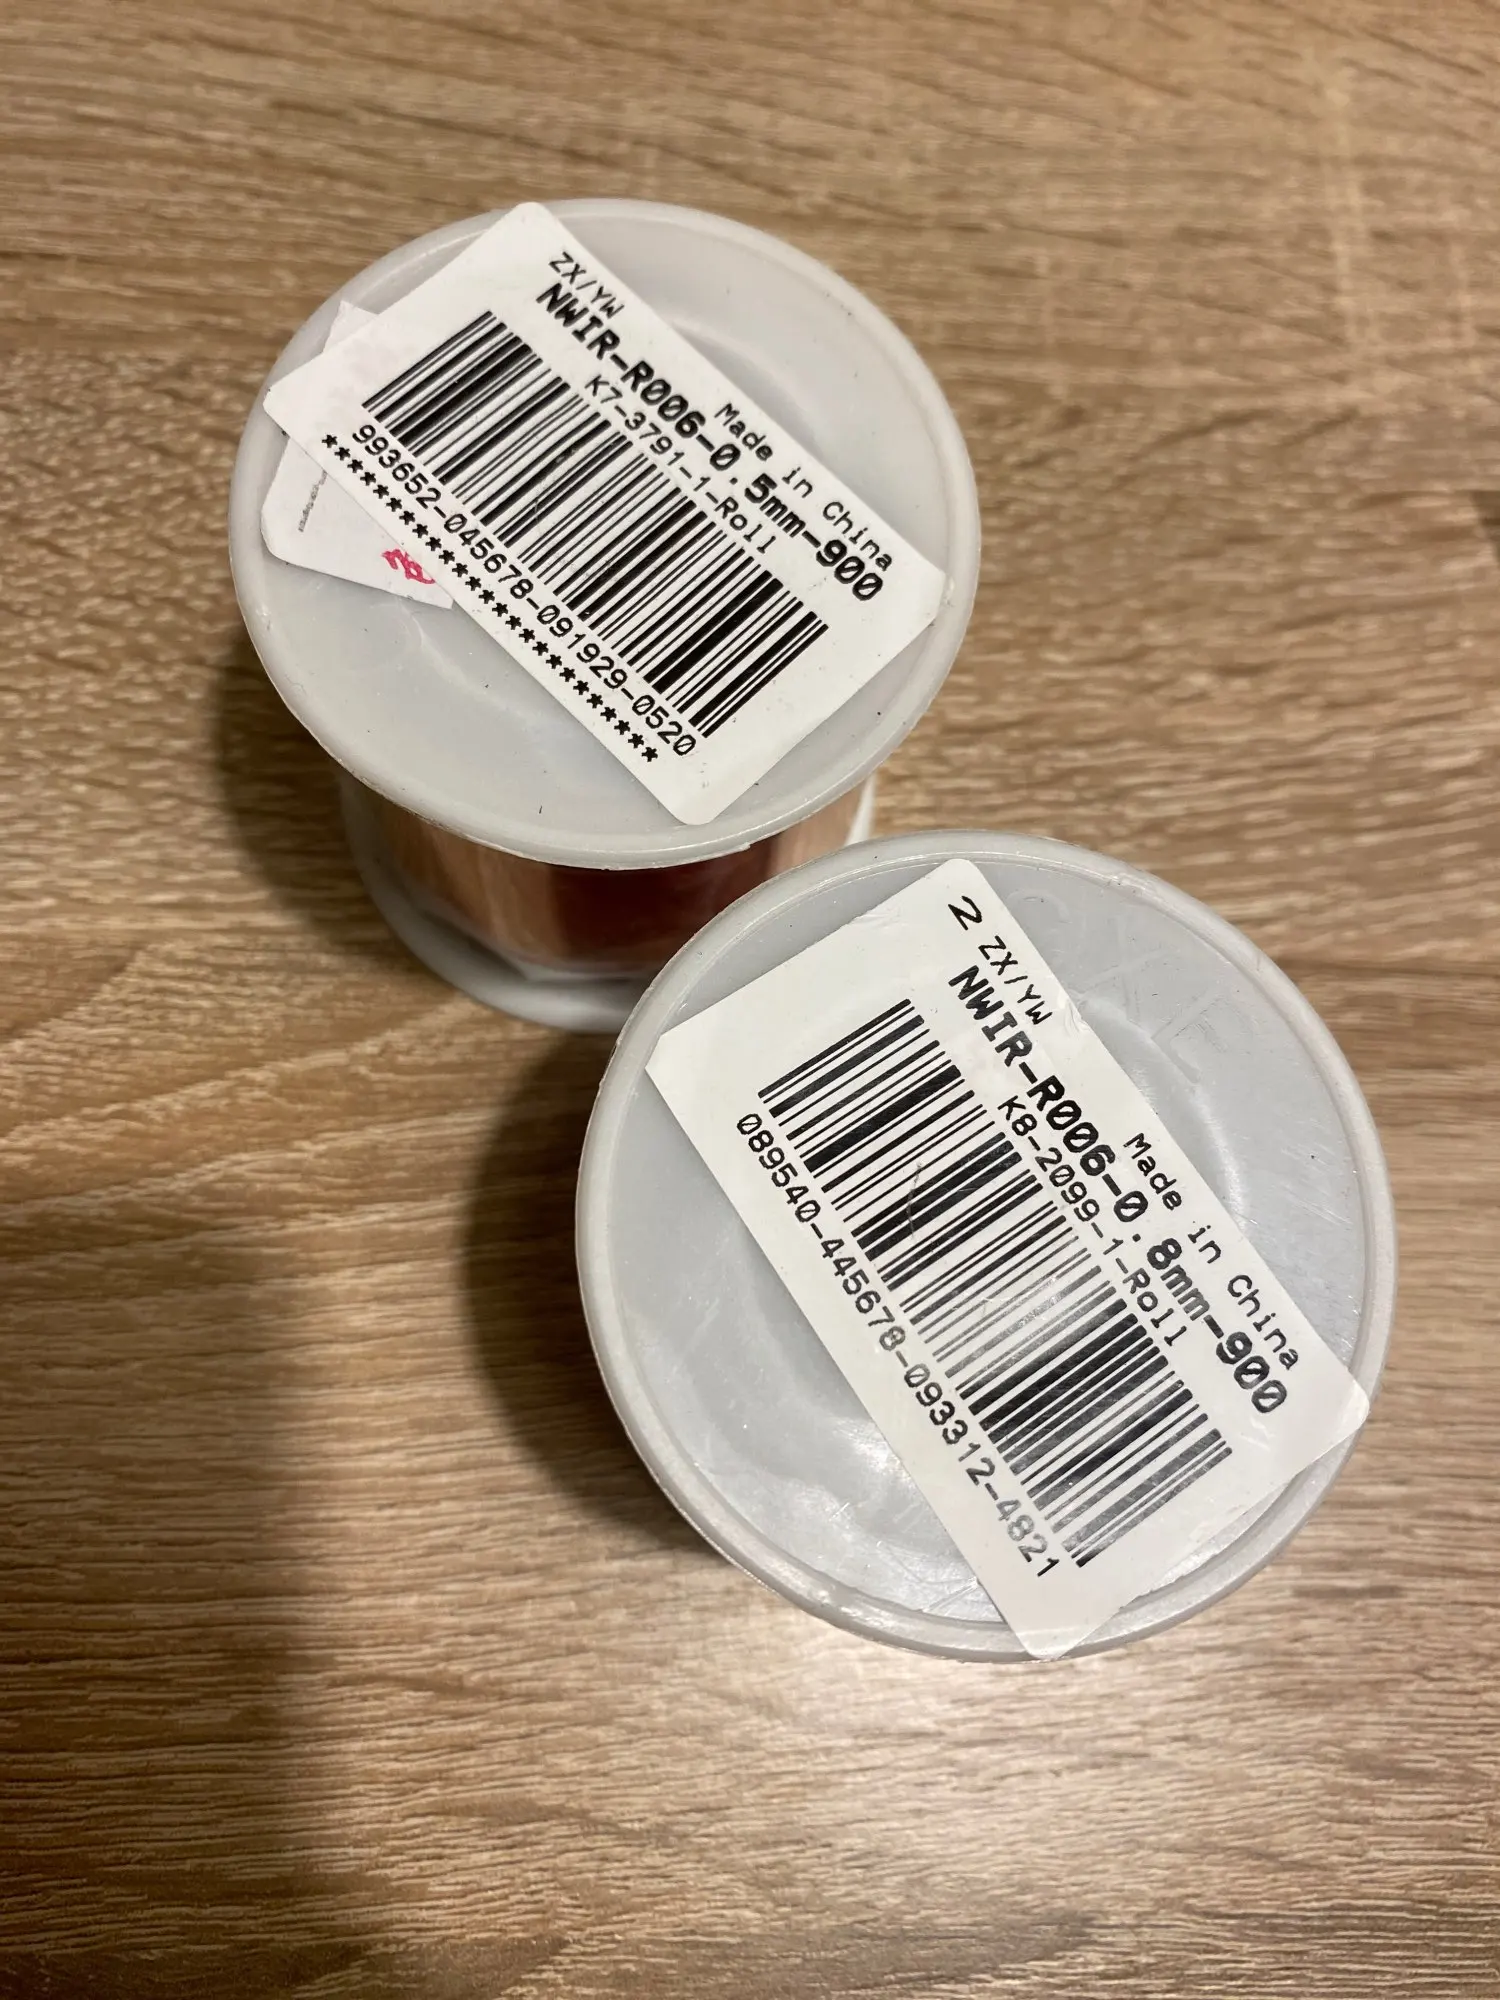 ZX/YW
Made in China
NWIR-R006-0.5mm-900
K7-3791-1-Roll
993652-045678-091929-0520
**************************
2 ZX/YW
Made in China
NWIR-R006-0.8mm-900
K8-2099-1-Roll
089540-445678-093312-4821